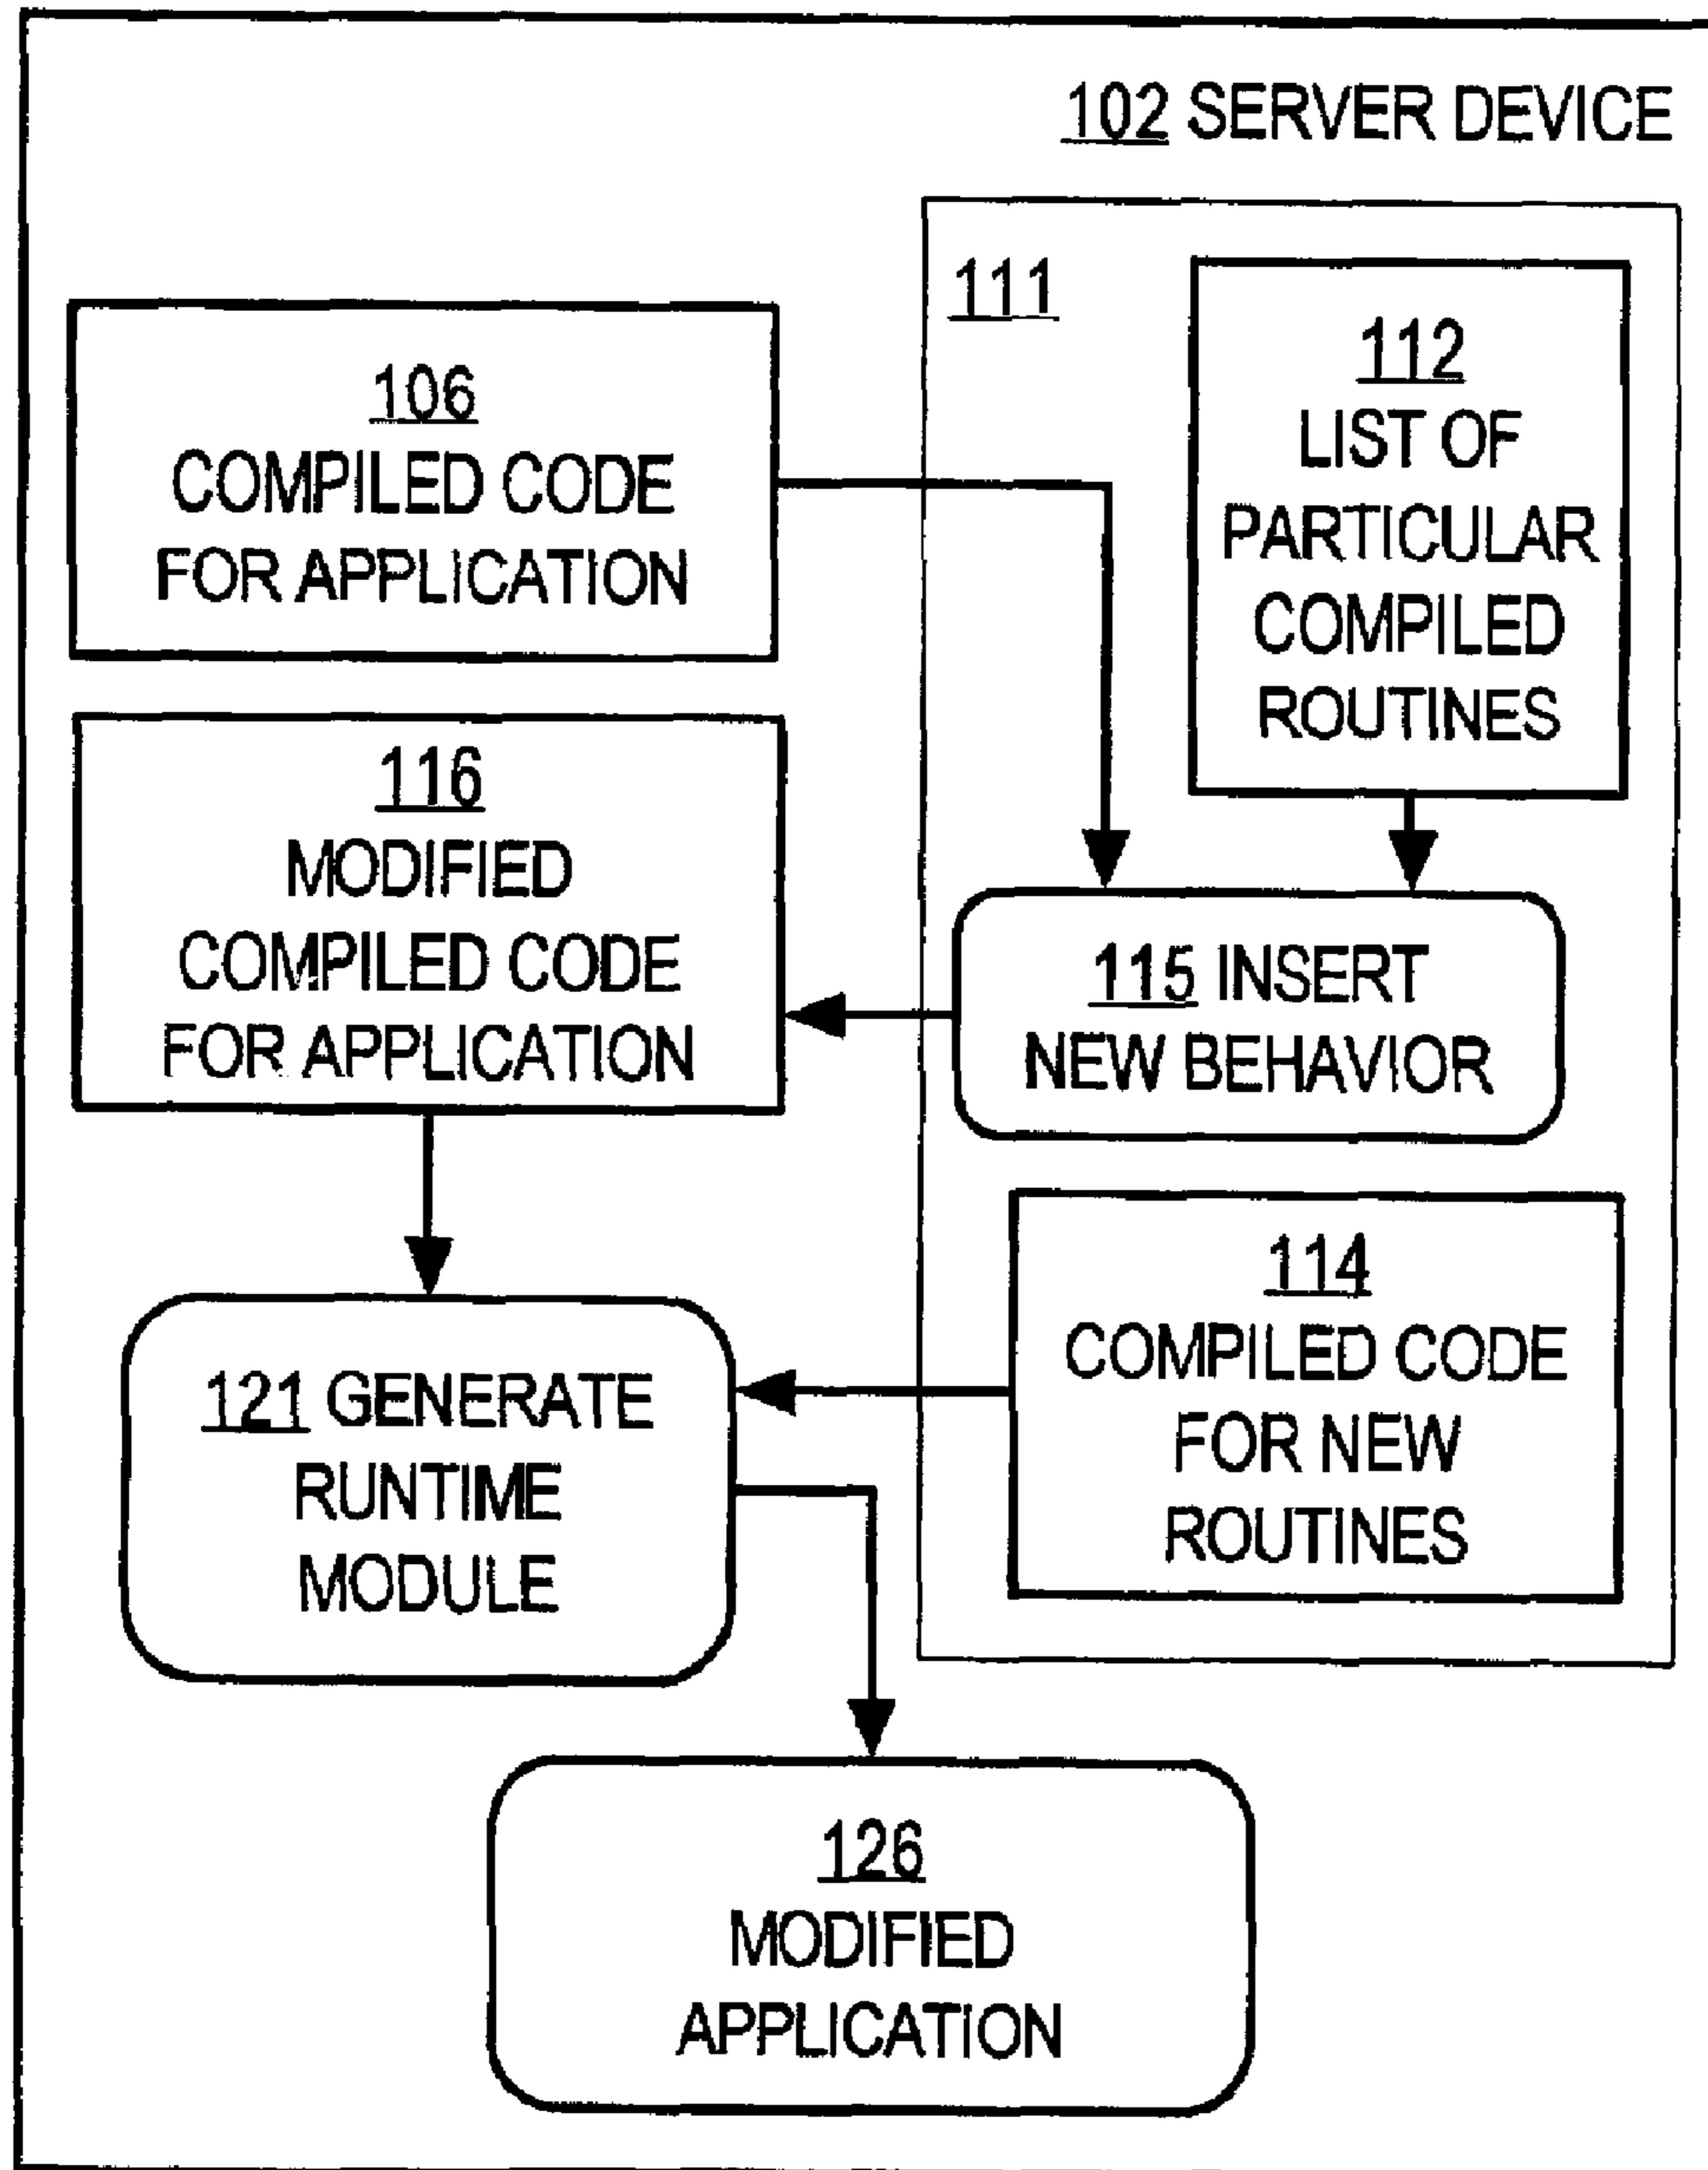 102 SERVER DEVICE
111
112
LIST OF
PARTICULAR
COMPILED
ROUTINES
106
COMPILED CODE
FOR APPLICATION
116
MODIFIED
COMPILED CODE
FOR APPLICATION
115 INSERT
NEW BEHAVIOR
114
COMPILED CODE
FOR NEW
ROUTINES
121 GENERATE
RUNTIME
MODULE
126
MODIFIED
APPLICATION